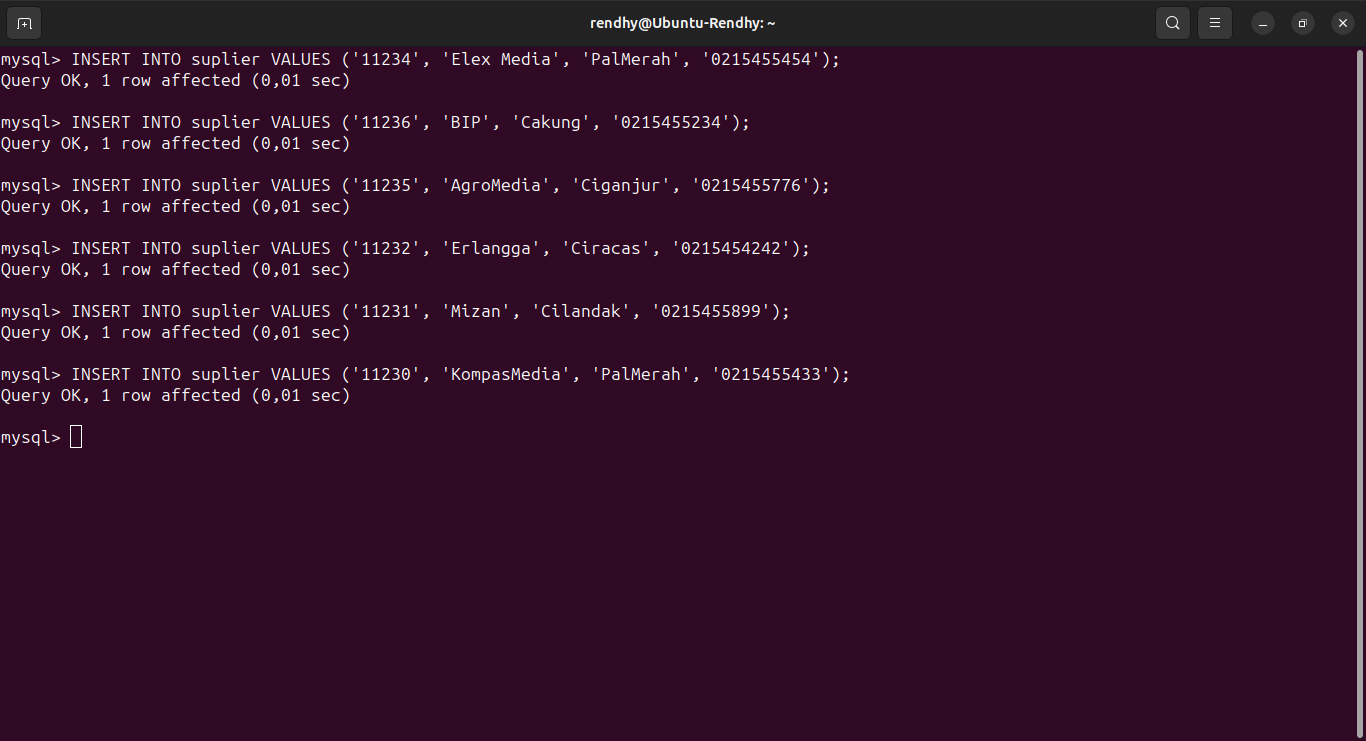 rendhy@Ubuntu-Rendhy: ~
mysql> INSERT INTO suplier VALUES ('11234', 'Elex Media', 'PalMerah', '0215455454');
Query OK, 1 row affected (0,01 sec)
mysql> INSERT INTO suplier VALUES ('11236', 'BIP', 'Cakung', '0215455234');
Query OK, 1 row affected (0,01 sec)
mysql> INSERT INTO suplier VALUES ('11235', 'AgroMedia', 'Ciganjur', '0215455776');
Query OK, 1 row affected (0,01 sec)
mysql> INSERT INTO suplier VALUES ('11232', 'Erlangga', 'Ciracas', '0215454242');
Query OK, 1 row affected (0,01 sec)
mysql> INSERT INTO suplier VALUES ('11231', 'Mizan', 'Cilandak', '0215455899');
Query OK, 1 row affected (0,01 sec)
mysql> INSERT INTO suplier VALUES ('11230', 'KompasMedia', 'PalMerah', '0215455433');
Query OK, 1 row affected (0,01 sec)
mysql>